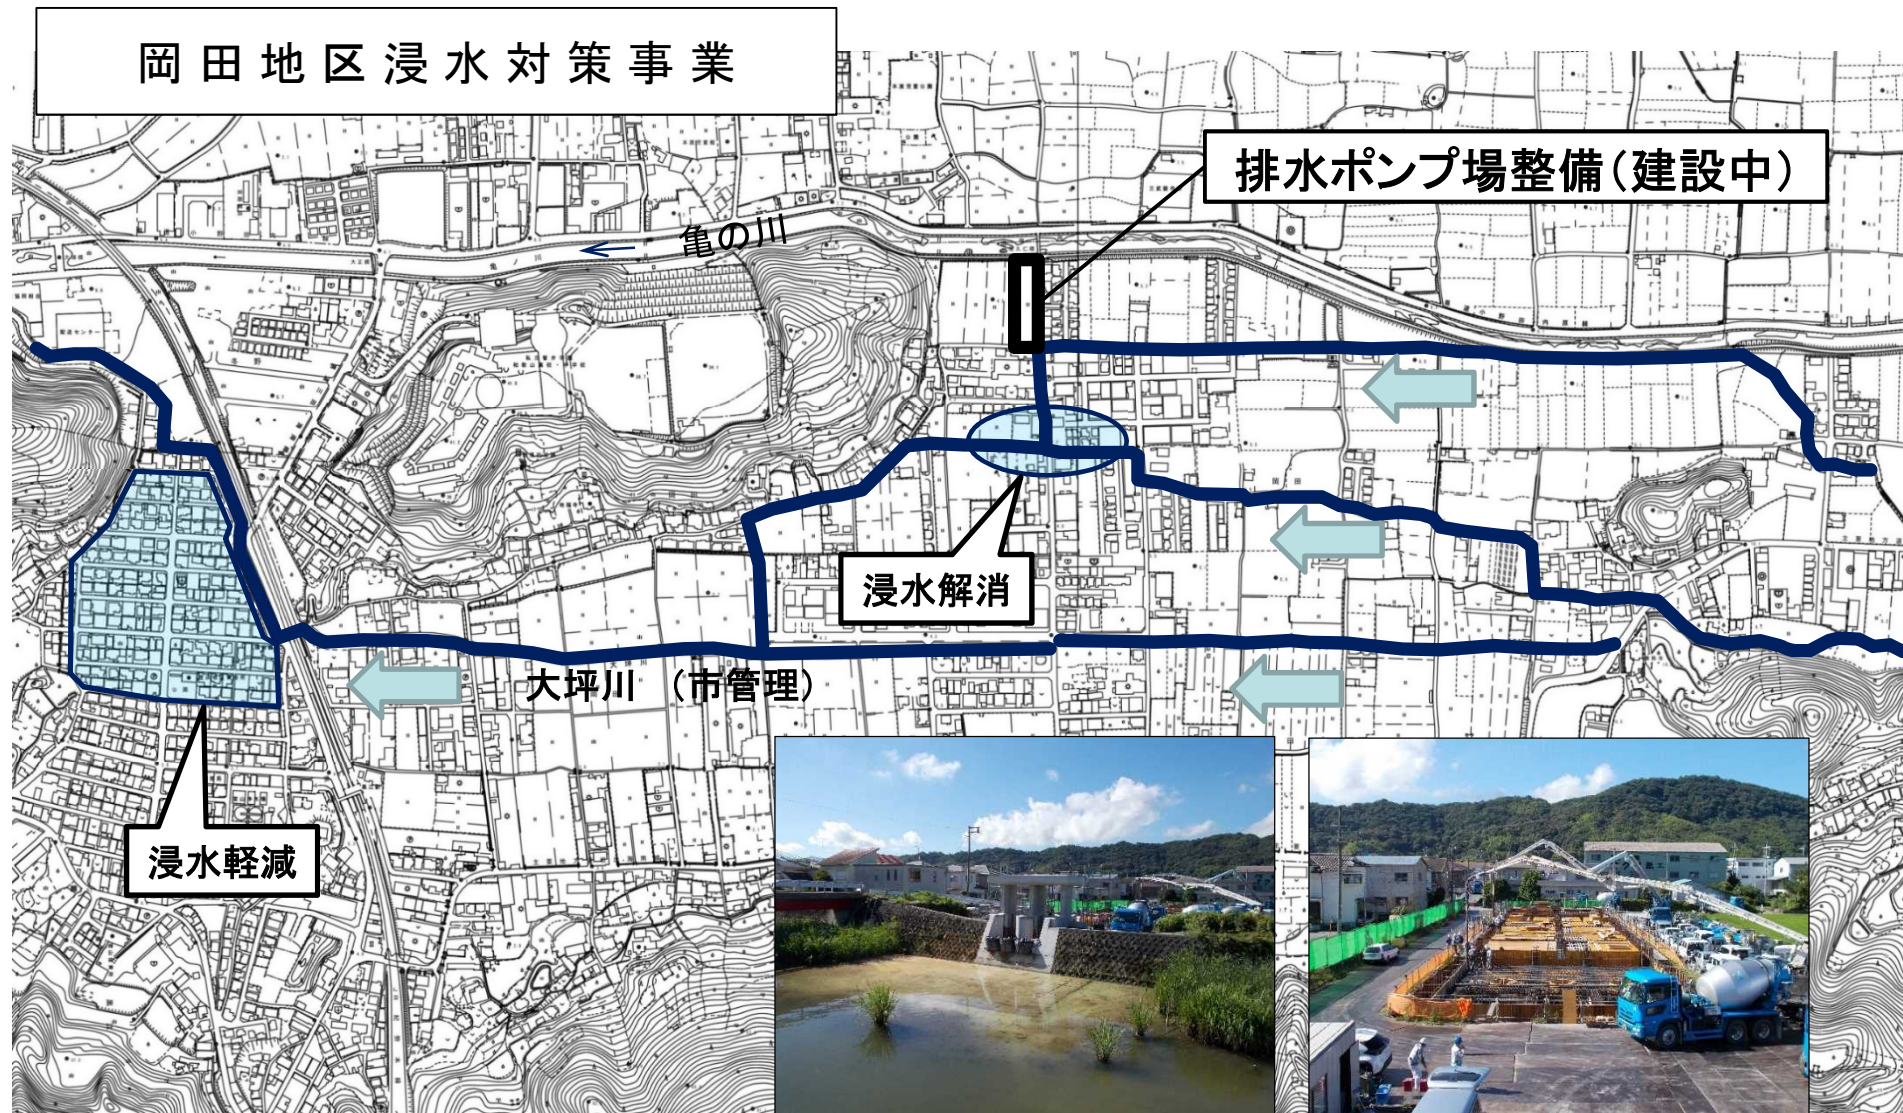 岡田地区浸水対策事業
排水ポンプ場整備(建設中)
亀の川
浸水解消
大坪川 (市管理)
浸水軽減